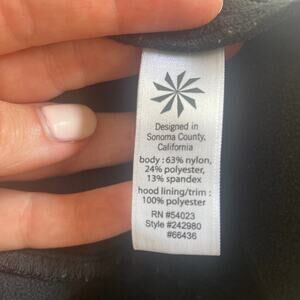 Designed in
Sonoma County,
California
body : 63% nylon,
24% polyester,
13% spandex
hood lining/trim :
100% polyester
RN #54023
Style #242980
#66436